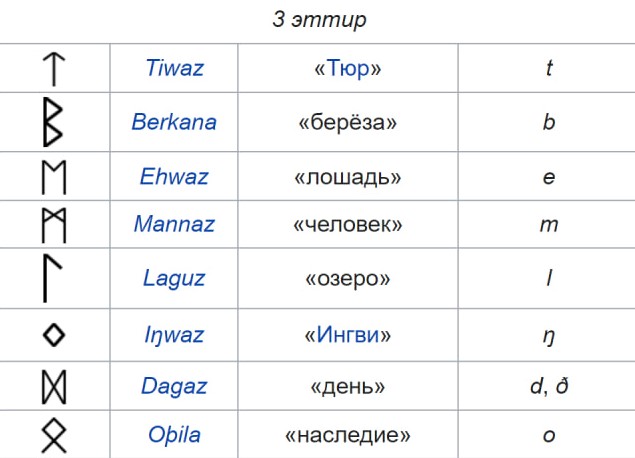 3 эттир
ᛏ Tiwaz «Тюр» t
ᛒ Berkana «берёза» b
ᛖ Ehwaz «лошадь» e
ᛗ Mannaz «человек» m
ᛚ Laguz «озеро» l
ᛜ Iŋwaz «Ингви» ŋ
ᛞ Dagaz «день» d, ð
ᛟ Oþila «наследие» o